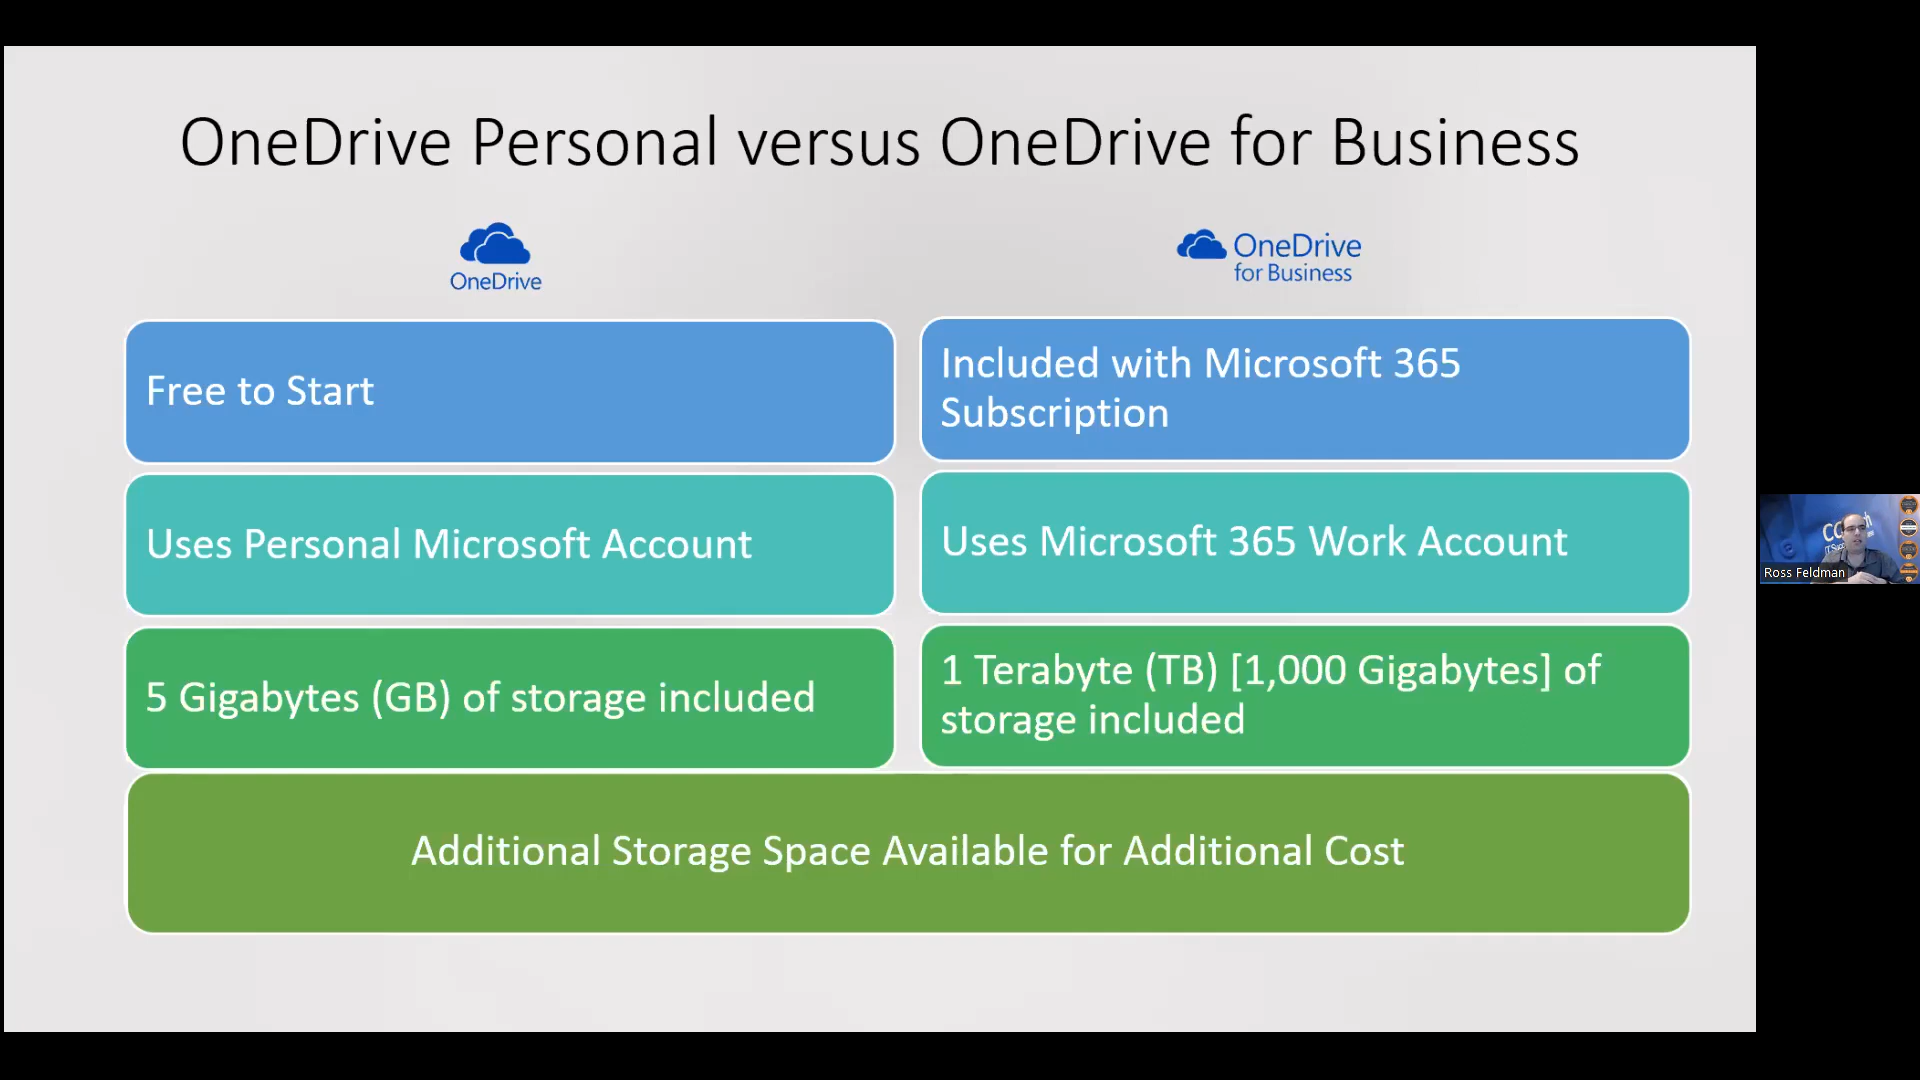 OneDrive Personal versus OneDrive for Business
OneDrive
OneDrive
for Business
Free to Start
Included with Microsoft 365
Subscription
Uses Personal Microsoft Account
Uses Microsoft 365 Work Account
5 Gigabytes (GB) of storage included
1 Terabyte (TB) [1,000 Gigabytes] of
storage included
Additional Storage Space Available for Additional Cost
Ross Feldman